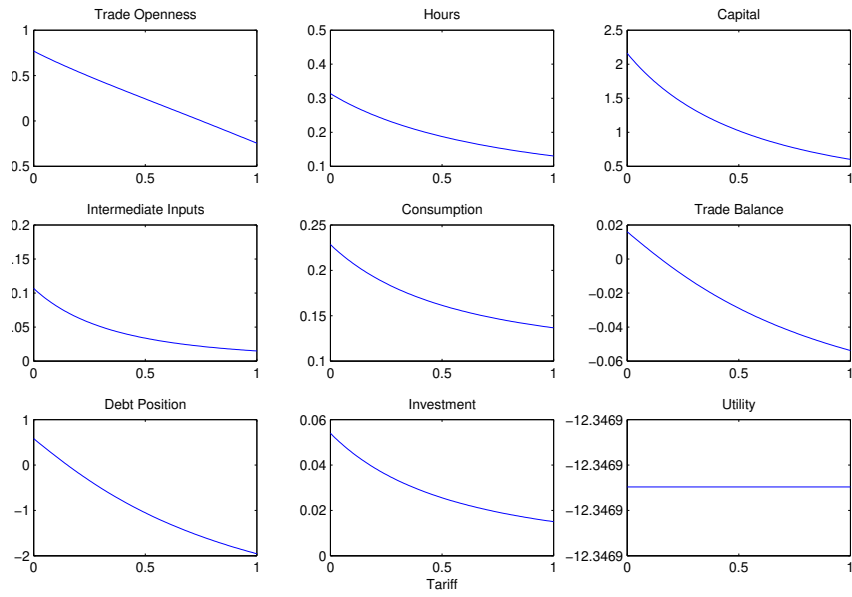 Trade Openness
1
0.5
0
0.5
0 0.5 1
Hours
0.5
0.4
0.3
0.2
0.1
0 0.5 1
Capital
2.5
2
1.5
1
0.5
0 0.5 1
Intermediate Inputs
0.2
0.15
0.1
.05
0
0 0.5 1
Consumption
0.25
0.2
0.15
0.1
0 0.5 1
Trade Balance
0.02
0
−0.02
−0.04
−0.06
0 0.5 1
Debt Position
1
0
−1
−2
0 0.5 1
Investment
0.06
0.04
0.02
0
0 0.5 1
Tariff
Utility
−12.3469
−12.3469
−12.3469
−12.3469
0 0.5 1